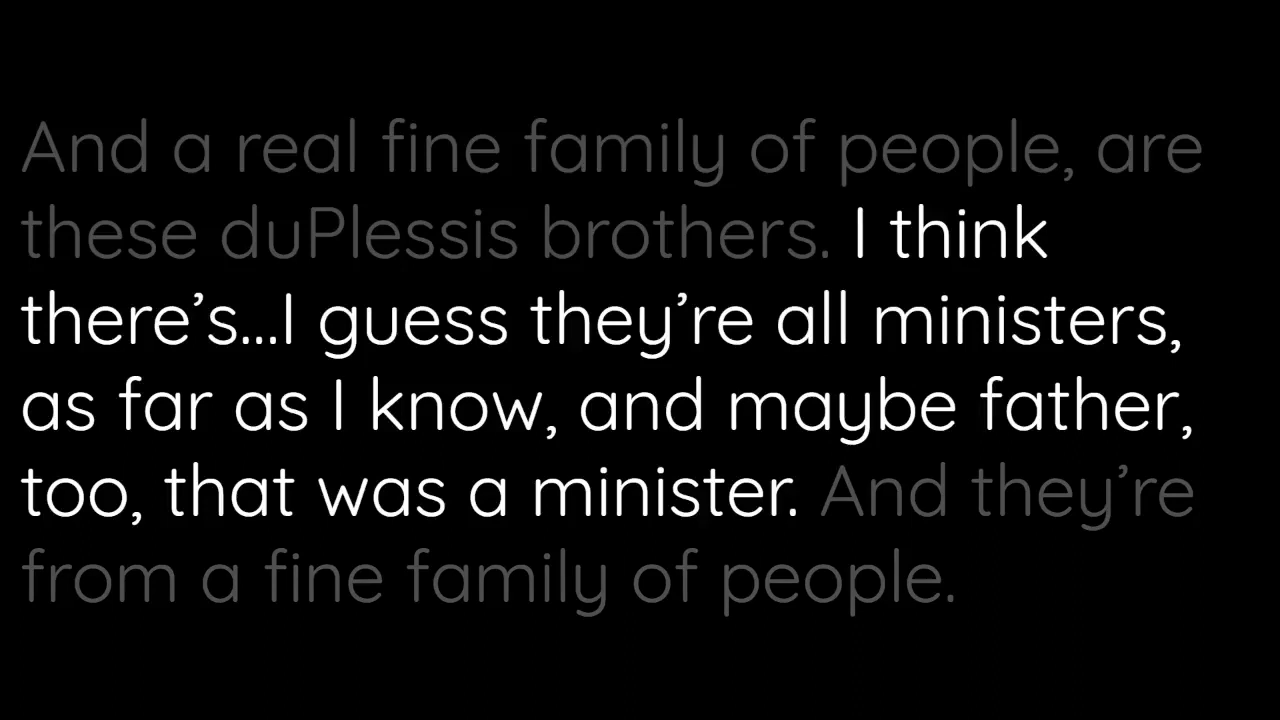 And a real fine family of people, are
these duPlessis brothers. I think
there’s...I guess they’re all ministers,
as far as I know, and maybe father,
too, that was a minister. And they’re
from a fine family of people.